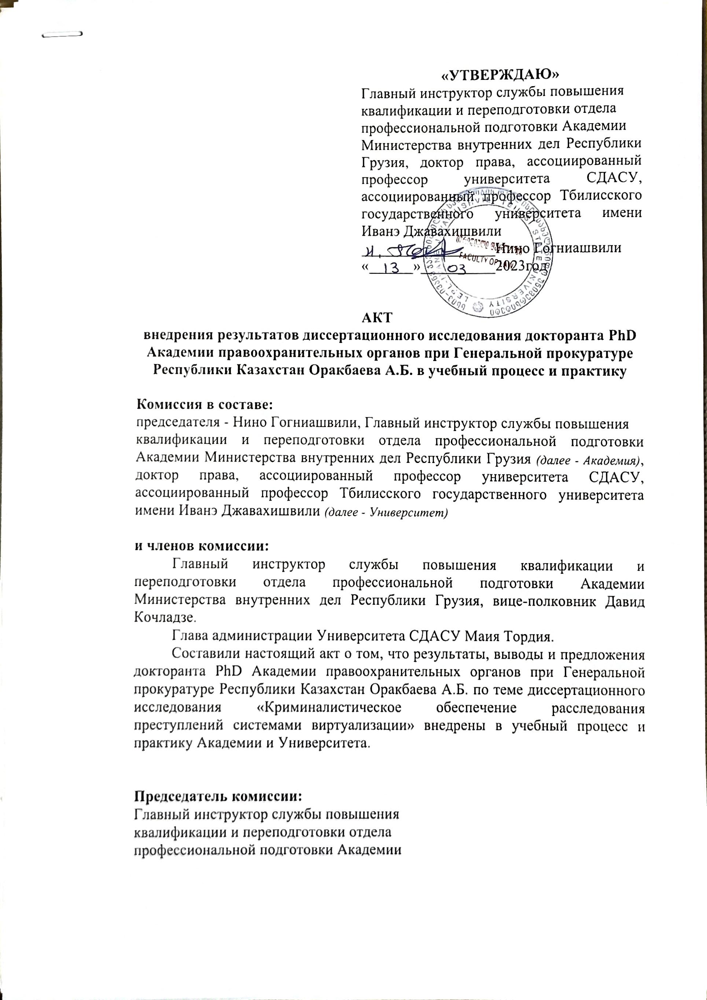 «УТВЕРЖДАЮ»
Главный инструктор службы повышения
квалификации и переподготовки отдела
профессиональной подготовки Академии
Министерства внутренних дел Республики
Грузия, доктор права, ассоциированный
профессор университета СДАСУ,
ассоциированный профессор Тбилисского
государственного университета имени
Иванэ Джавахишвили
Нино Гогниашвили
« 13 » 03 2023год
FACULTY OF LAW
STATE UNIVERSITY
АКТ
внедрения результатов диссертационного исследования докторанта PhD
Академии правоохранительных органов при Генеральной прокуратуре
Республики Казахстан Оракбаева А.Б. в учебный процесс и практику
Комиссия в составе:
председателя - Нино Гогниашвили, Главный инструктор службы повышения
квалификации и переподготовки отдела профессиональной подготовки
Академии Министерства внутренних дел Республики Грузия (далее - Академия),
доктор права, ассоциированный профессор университета СДАСУ,
ассоциированный профессор Тбилисского государственного университета
имени Иванэ Джавахишвили (далее - Университет)
и членов комиссии:
Главный инструктор службы повышения квалификации и
переподготовки отдела профессиональной подготовки Академии
Министерства внутренних дел Республики Грузия, вице-полковник Давид
Кочладзе.
Глава администрации Университета СДАСУ Маия Тордия.
Составили настоящий акт о том, что результаты, выводы и предложения
докторанта PhD Академии правоохранительных органов при Генеральной
прокуратуре Республики Казахстан Оракбаева А.Б. по теме диссертационного
исследования «Криминалистическое обеспечение расследования
преступлений системами виртуализации» внедрены в учебный процесс и
практику Академии и Университета.
Председатель комиссии:
Главный инструктор службы повышения
квалификации и переподготовки отдела
профессиональной подготовки Академии